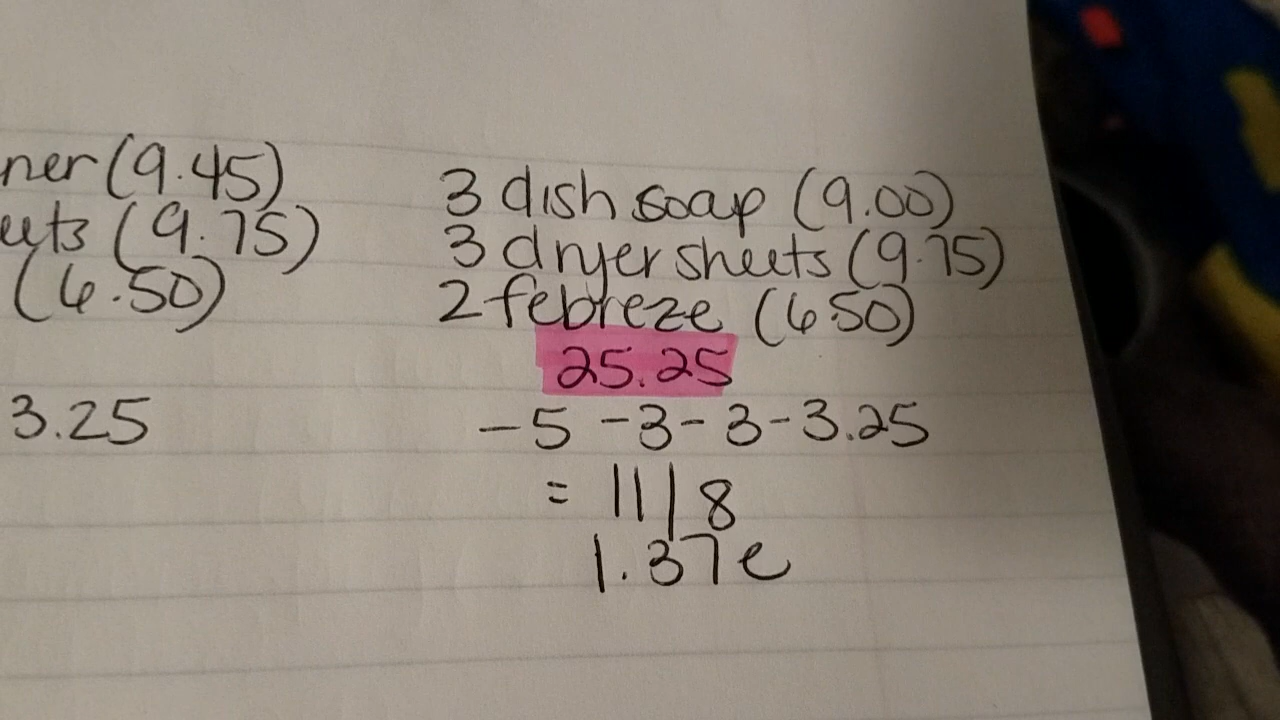 ner (9.45)
eets (9.75)
(6.50)
3.25
3 dish soap (9.00)
3 dryer sheets (9.75)
2 febreze (6.50)
25.25
-5 -3-3-3.25
= 11/8
1.37e